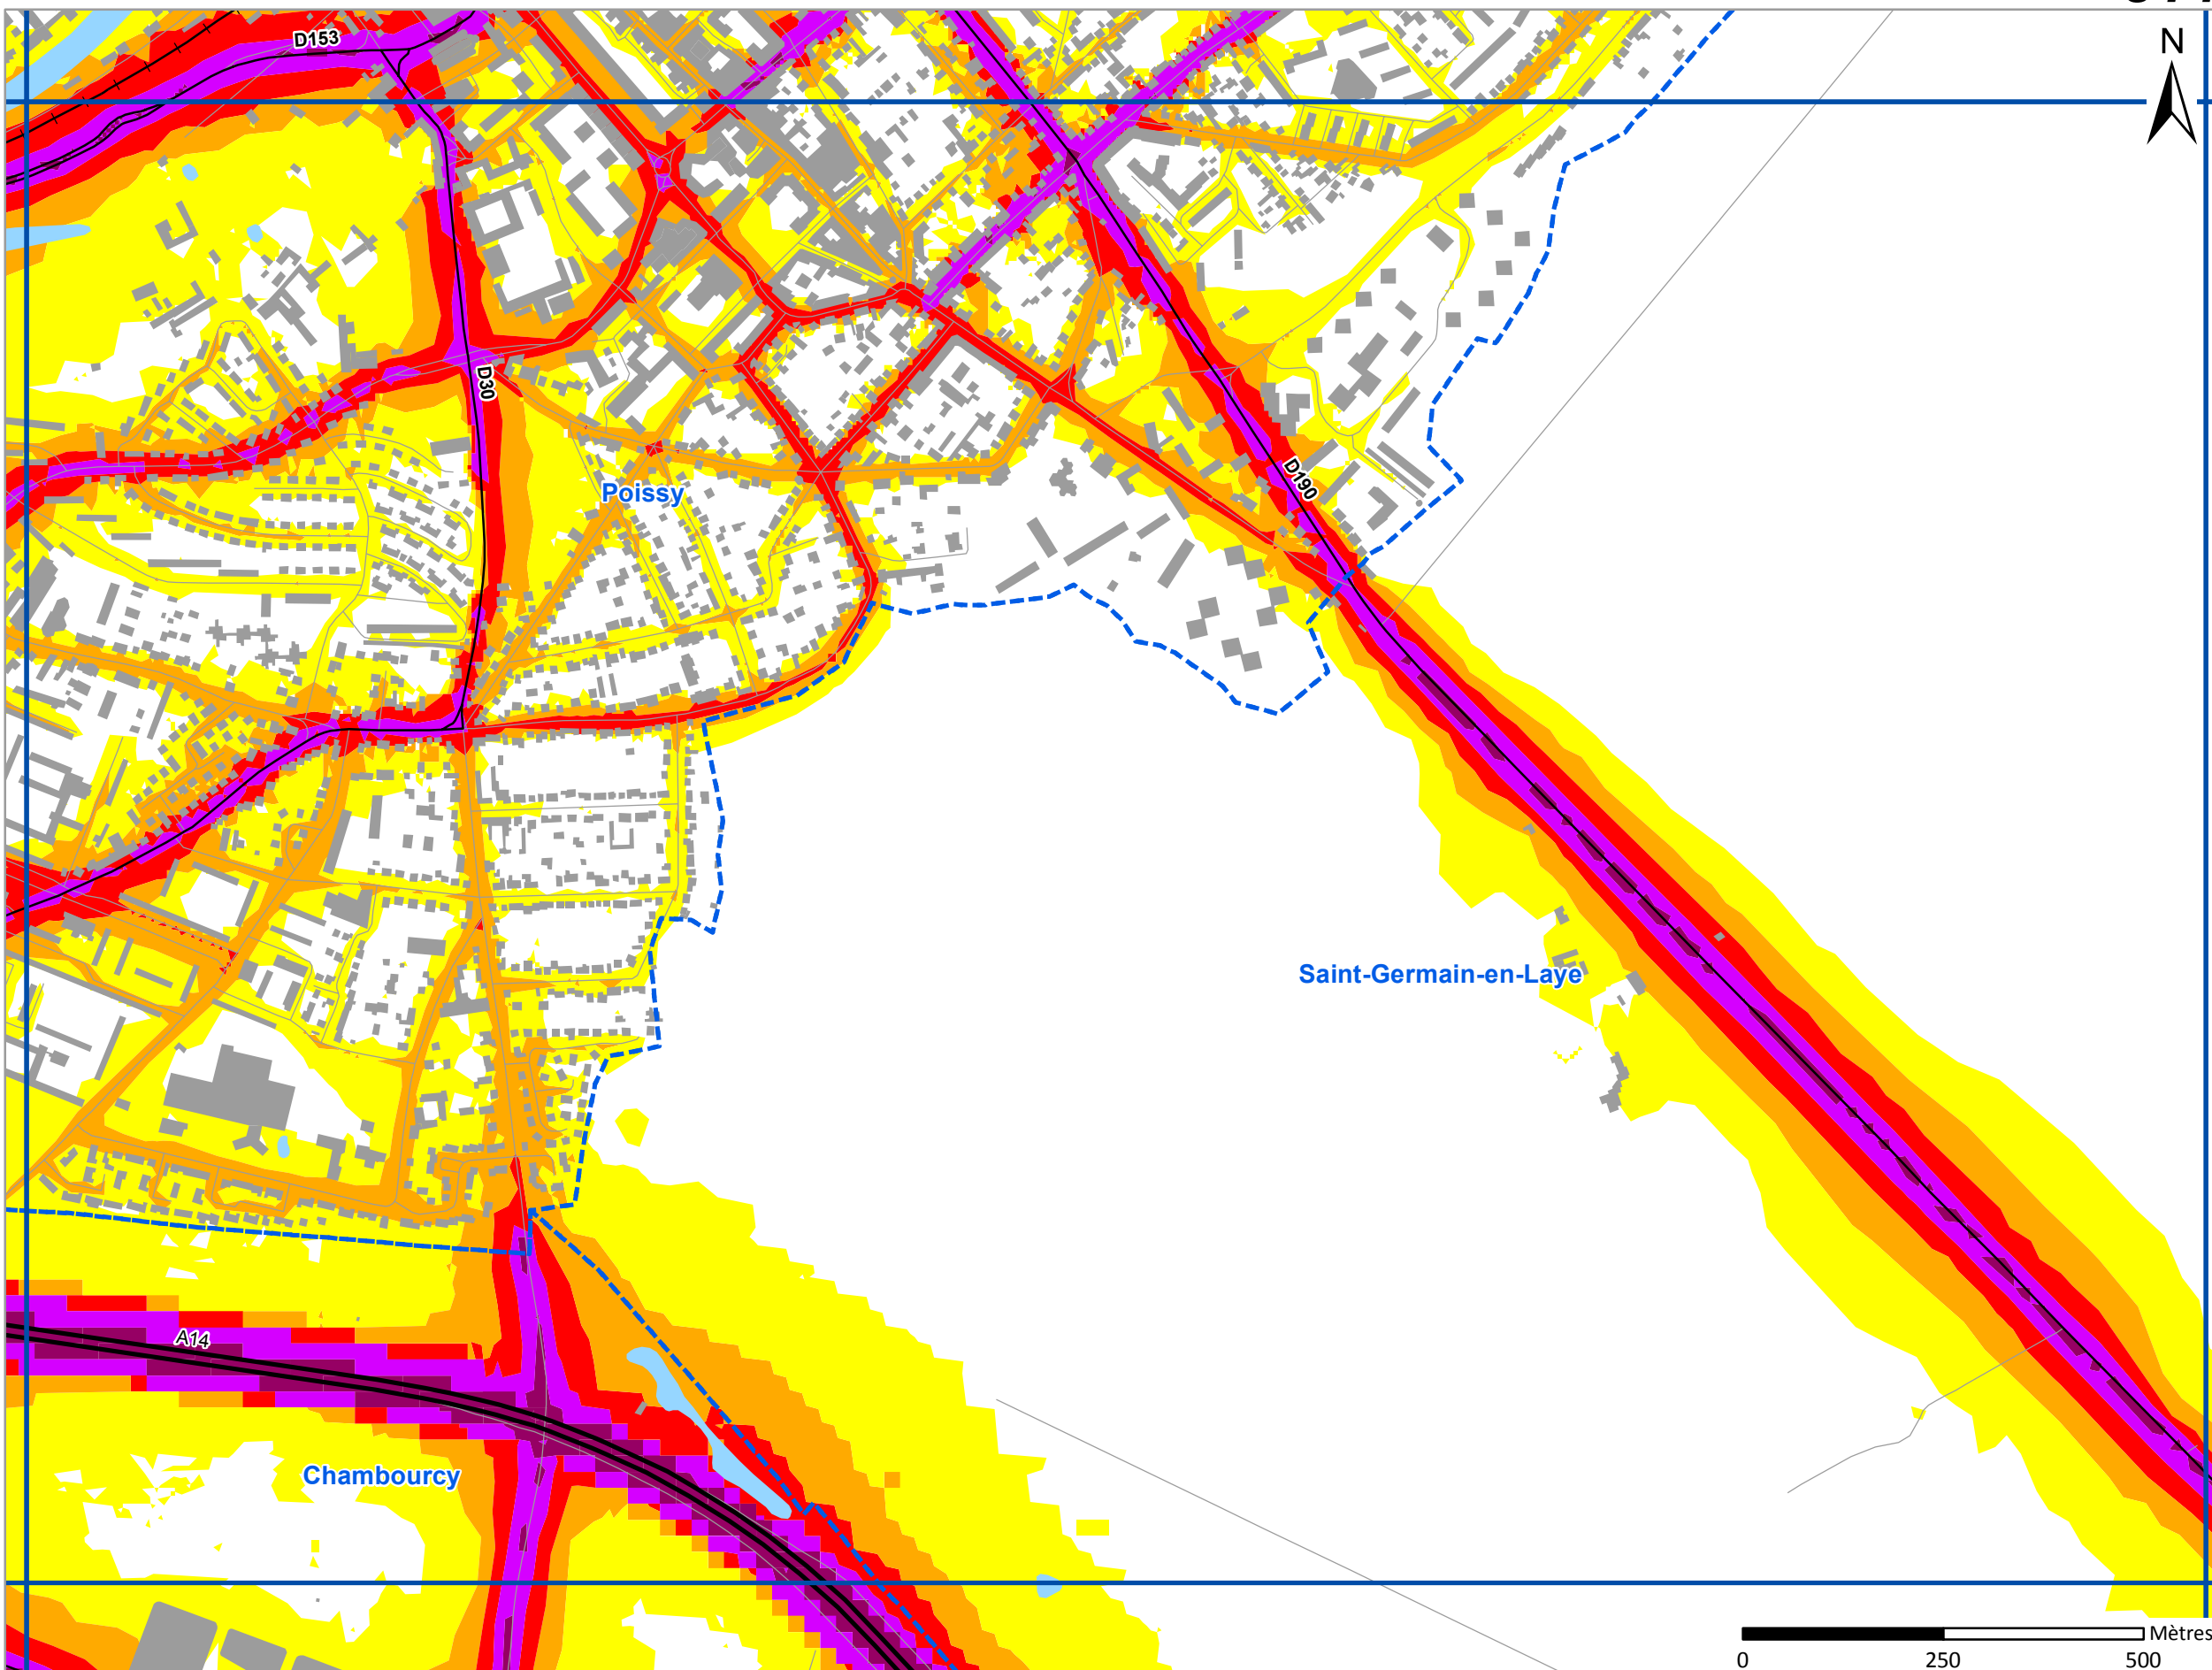 N
D153
D30
D190
Poissy
Saint-Germain-en-Laye
A14
Chambourcy
Mètres
0 250 500